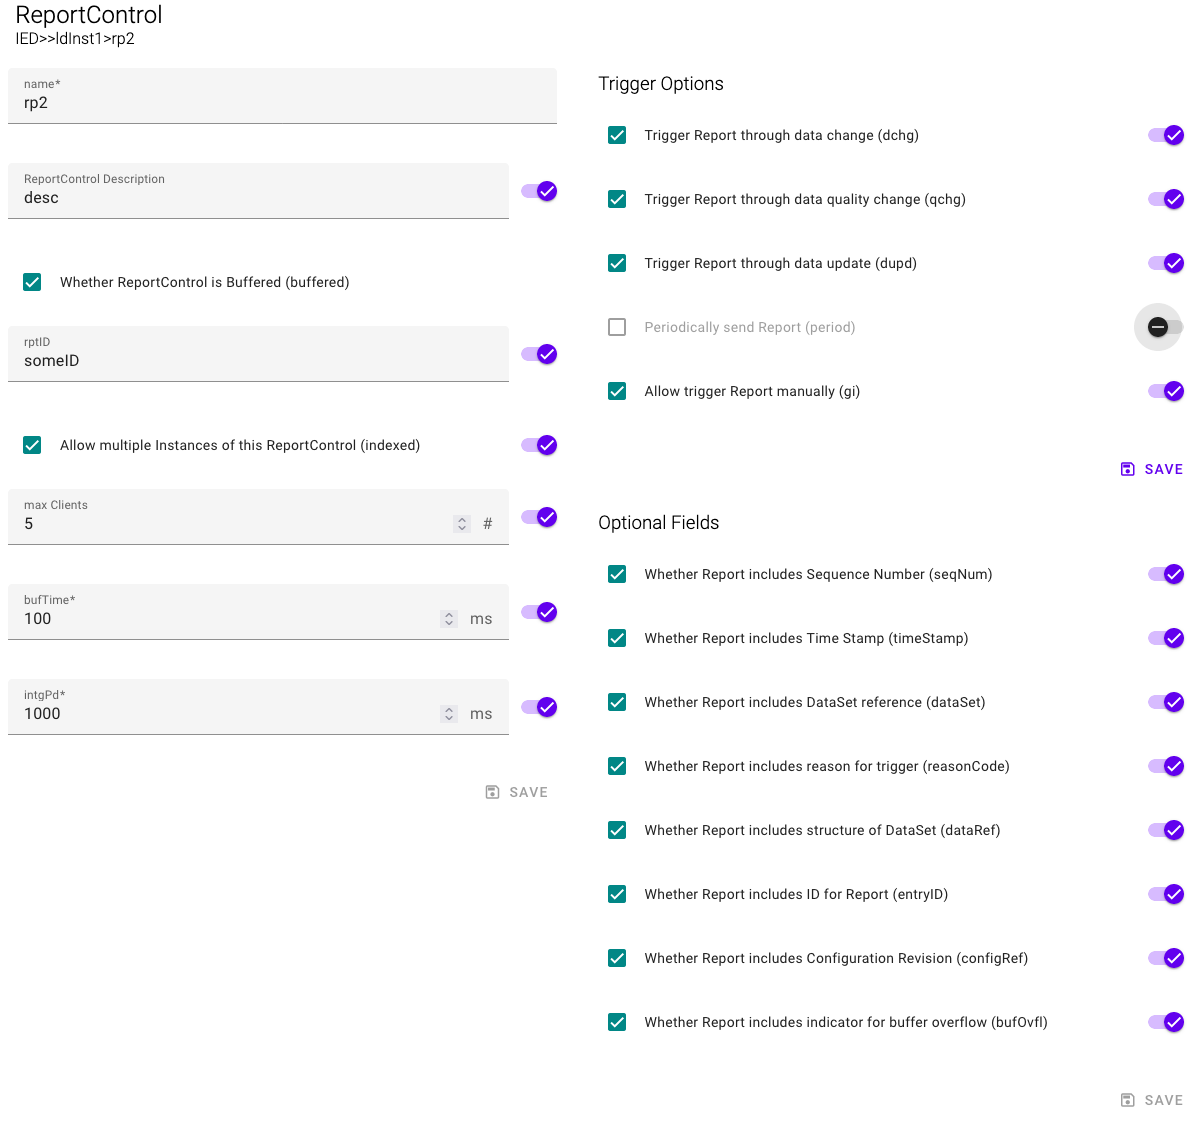 ReportControl
IED>>ldInst1>rp2
name*
rp2
ReportControl Description
desc
Whether ReportControl is Buffered (buffered)
rptID
someID
Allow multiple Instances of this ReportControl (indexed)
max Clients
5 #
bufTime*
100 ms
intgPd*
1000 ms
SAVE
Trigger Options
Trigger Report through data change (dchg)
Trigger Report through data quality change (qchg)
Trigger Report through data update (dupd)
Periodically send Report (period)
Allow trigger Report manually (gi)
SAVE
Optional Fields
Whether Report includes Sequence Number (seqNum)
Whether Report includes Time Stamp (timeStamp)
Whether Report includes DataSet reference (dataSet)
Whether Report includes reason for trigger (reasonCode)
Whether Report includes structure of DataSet (dataRef)
Whether Report includes ID for Report (entryID)
Whether Report includes Configuration Revision (configRef)
Whether Report includes indicator for buffer overflow (bufOvfl)
SAVE